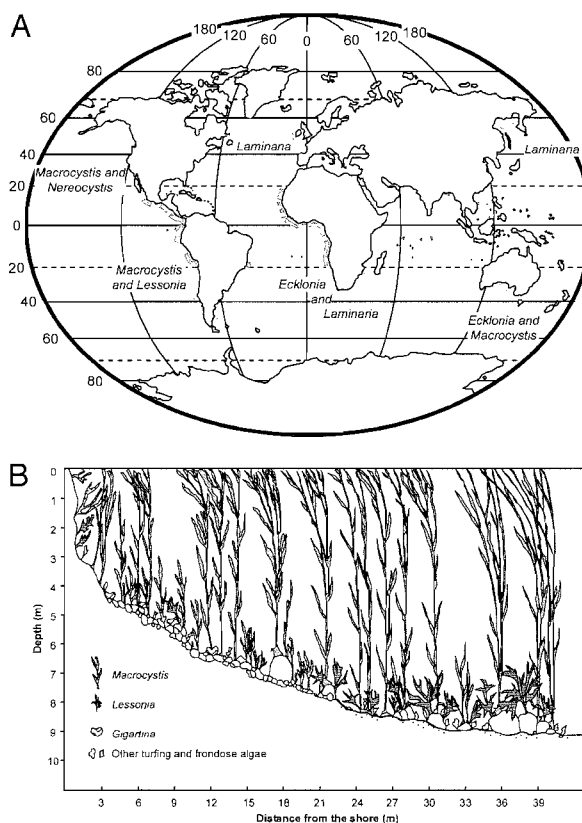 A
180 120 60 0 60 120 180
80
60
40
20
0
20
40
60
80
Laminana
Laminana
Macrocystis and
Nereocystis
Macrocystis
and Lessonia
Ecklonia
and
Laminaria
Ecklonia and
Macrocystis
B
Depth (m)
0
1
2
3
4
5
6
7
8
9
10
Macrocystis
Lessonia
Gigartina
Other turfing and frondose algae
3 6 9 12 15 18 21 24 27 30 33 36 39
Distance from the shore (m)